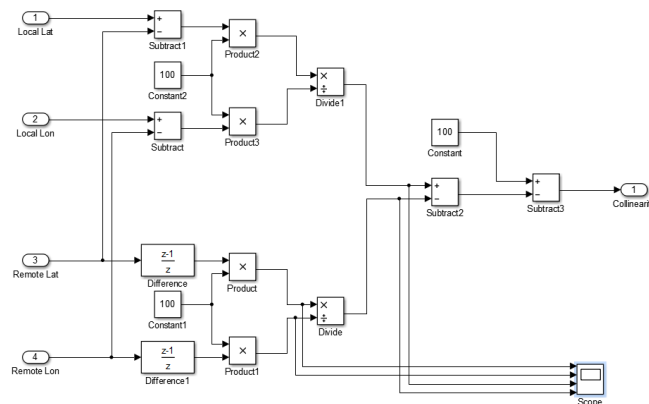 1
Local Lat
+
−
Subtract1
×
Product2
100
Constant2
×
÷
Divide1
2
Local Lon
+
−
Subtract
×
Product3
100
Constant
+
−
Subtract2
+
−
Subtract3
1
Collineari
3
Remote Lat
z-1
z
Difference
×
Product
100
Constant1
×
÷
Divide
4
Remote Lon
z-1
z
Difference1
×
Product1
Scope